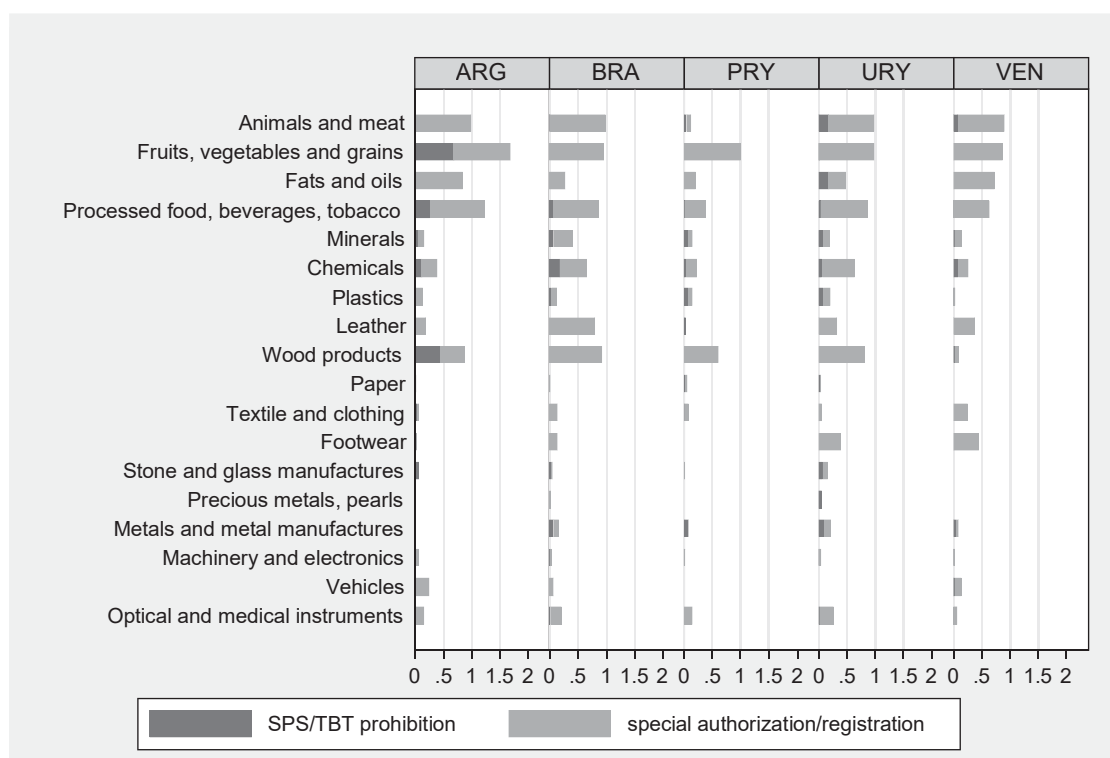 ARG BRA PRY URY VEN
Animals and meat
Fruits, vegetables and grains
Fats and oils
Processed food, beverages, tobacco
Minerals
Chemicals
Plastics
Leather
Wood products
Paper
Textile and clothing
Footwear
Stone and glass manufactures
Precious metals, pearls
Metals and metal manufactures
Machinery and electronics
Vehicles
Optical and medical instruments
0 .5 1 1.5 2 0 .5 1 1.5 2 0 .5 1 1.5 2 0 .5 1 1.5 2 0 .5 1 1.5 2
SPS/TBT prohibition special authorization/registration